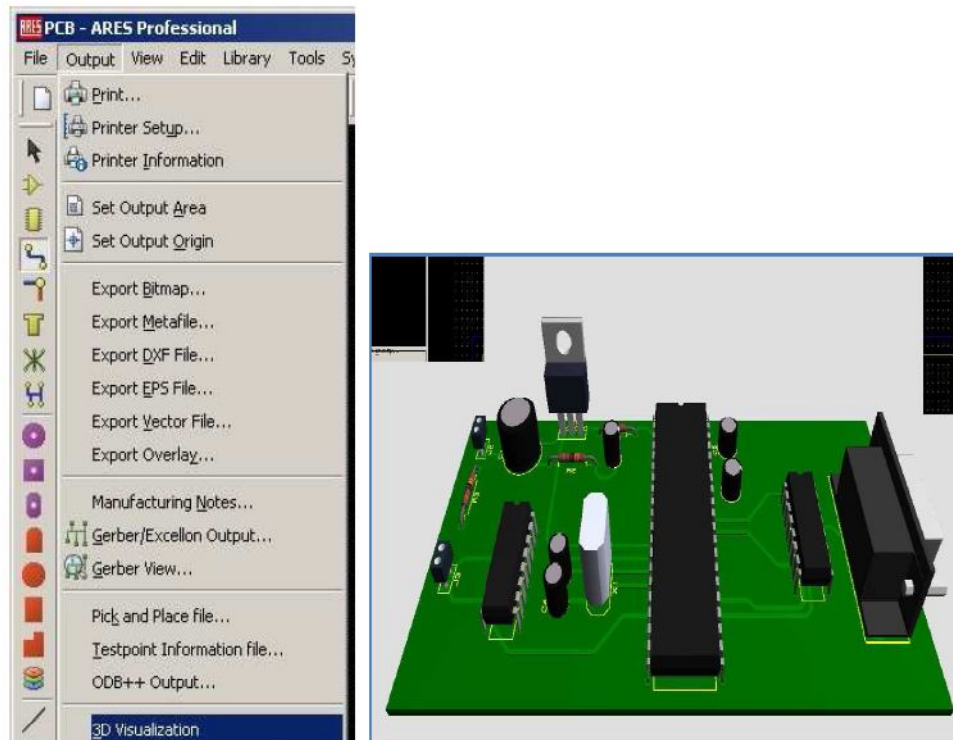 ARES PCB - ARES Professional
File Output View Edit Library Tools Sy
Print...
Printer Setup...
Printer Information
Set Output Area
Set Output Origin
Export Bitmap...
Export Metafile...
Export DXF File...
Export EPS File...
Export Vector File...
Export Overlay...
Manufacturing Notes...
Gerber/Excellon Output...
Gerber View...
Pick and Place file...
Testpoint Information file...
ODB++ Output...
3D Visualization